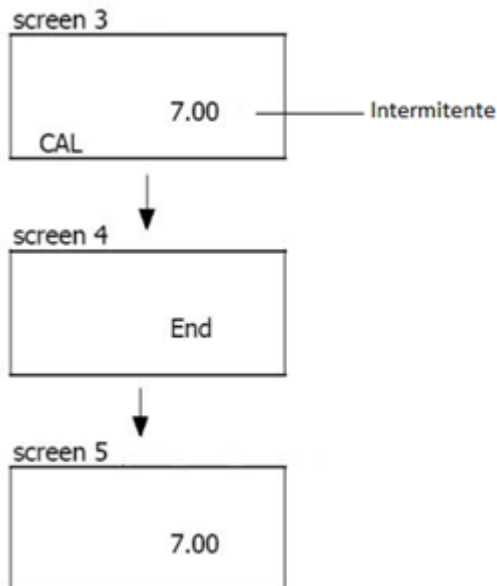 screen 3
7.00 Intermitente
CAL
screen 4
End
screen 5
7.00